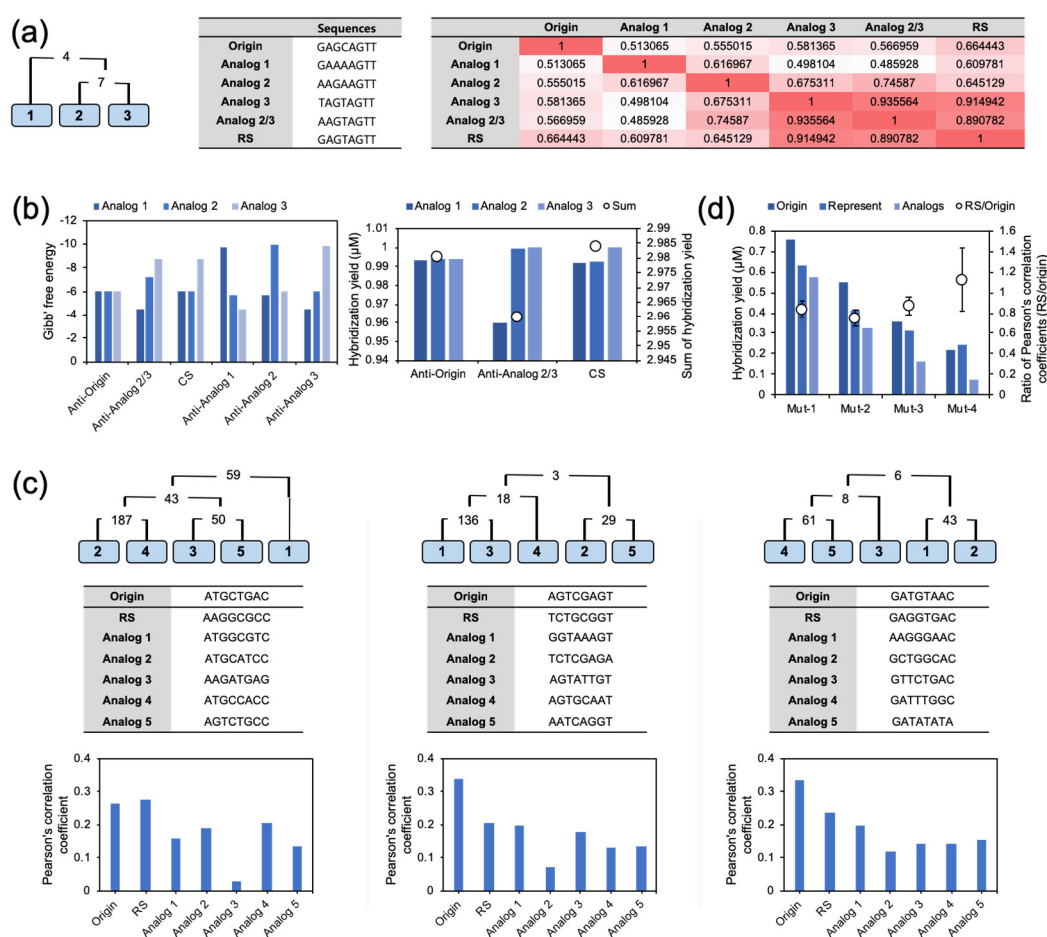 (a)
4
7
1 2 3
Sequences
Origin GAGCAGTT
Analog 1 GAAAAGTT
Analog 2 AAGAAGTT
Analog 3 TAGTAGTT
Analog 2/3 AAGTAGTT
RS GAGTAGTT
Origin Analog 1 Analog 2 Analog 3 Analog 2/3 RS
Origin 1 0.513065 0.555015 0.581365 0.566959 0.664443
Analog 1 0.513065 1 0.616967 0.498104 0.485928 0.609781
Analog 2 0.555015 0.616967 1 0.675311 0.74587 0.645129
Analog 3 0.581365 0.498104 0.675311 1 0.935564 0.914942
Analog 2/3 0.566959 0.485928 0.74587 0.935564 1 0.890782
RS 0.664443 0.609781 0.645129 0.914942 0.890782 1
(b)
Analog 1 Analog 2 Analog 3
Gibb' free energy
-12
-10
-8
-6
-4
-2
0
Anti-Origin Anti-Analog 2/3 CS Anti-Analog 1 Anti-Analog 2 Anti-Analog 3
Analog 1 Analog 2 Analog 3 Sum
Hybridization yield (µM)
1.01
1
0.99
0.98
0.97
0.96
0.95
0.94
Anti-Origin Anti-Analog 2/3 CS
2.99
2.985
2.98
2.975
2.97
2.965
2.96
2.955
2.95
2.945
Sum of hybridization yield (µM)
(d)
Origin Represent Analogs RS/Origin
Hybridization yield (µM)
0.8
0.7
0.6
0.5
0.4
0.3
0.2
0.1
0
Mut-1 Mut-2 Mut-3 Mut-4
1.6
1.4
1.2
1
0.8
0.6
0.4
0.2
0
Ratio of Pearson's correlation
coefficients (RS/origin)
(c)
59
43
187 50
2 4 3 5 1
Origin ATGCTGAC
RS AAGGCGCC
Analog 1 ATGGCGTC
Analog 2 ATGCATCC
Analog 3 AAGATGAG
Analog 4 ATGCCACC
Analog 5 AGTCTGCC
Pearson's correlation
coefficient
0.4
0.3
0.2
0.1
0
Origin RS Analog 1 Analog 2 Analog 3 Analog 4 Analog 5
3
18
136 29
1 3 4 2 5
Origin AGTCGAGT
RS TCTGCGGT
Analog 1 GGTAAAGT
Analog 2 TCTCGAGA
Analog 3 AGTATTGT
Analog 4 AGTGCAAT
Analog 5 AATCAGGT
Pearson's correlation
coefficient
0.4
0.3
0.2
0.1
0
Origin RS Analog 1 Analog 2 Analog 3 Analog 4 Analog 5
6
8
61 43
4 5 3 1 2
Origin GATGTAAC
RS GAGGTGAC
Analog 1 AAGGGAAC
Analog 2 GCTGGCAC
Analog 3 GTTCTGAC
Analog 4 GATTTGGC
Analog 5 GATATATA
Pearson's correlation
coefficient
0.4
0.3
0.2
0.1
0
Origin RS Analog 1 Analog 2 Analog 3 Analog 4 Analog 5